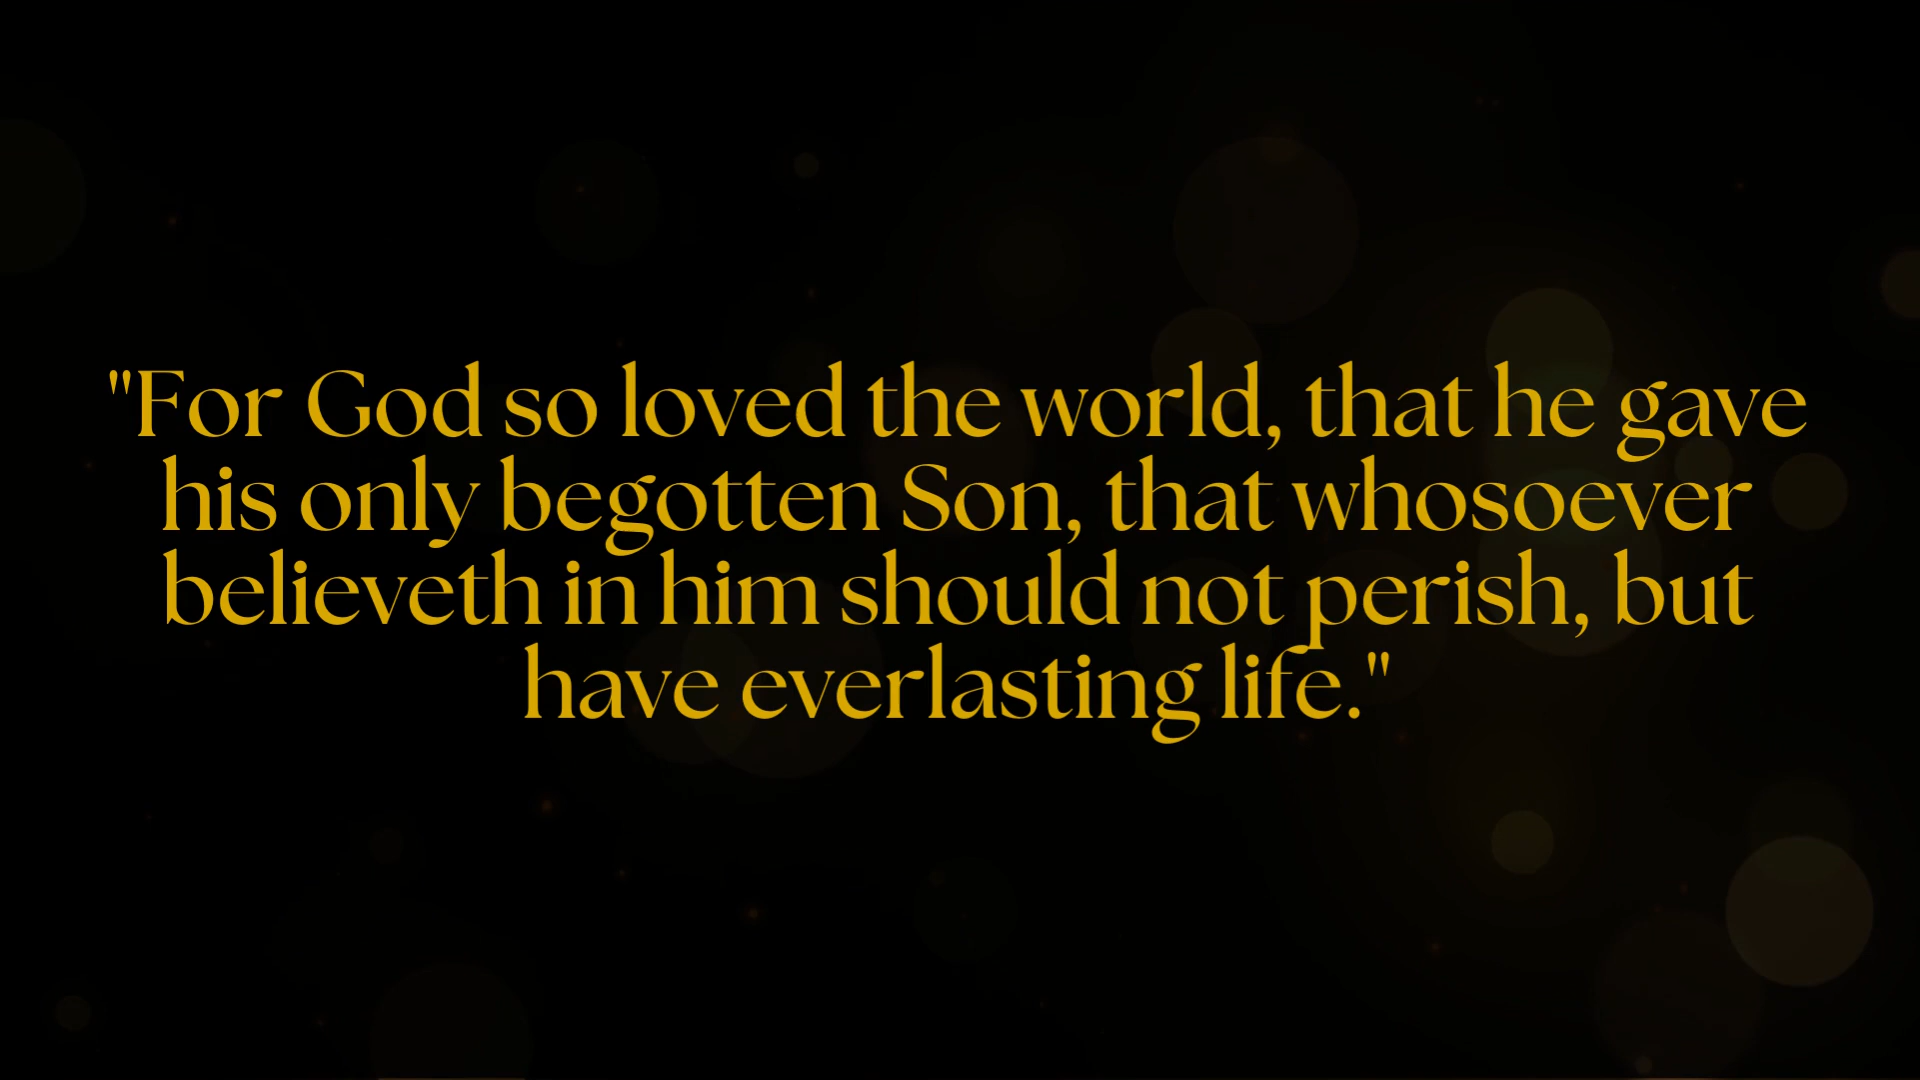 "For God so loved the world, that he gave
his only begotten Son, that whosoever
believeth in him should not perish, but
have everlasting life."